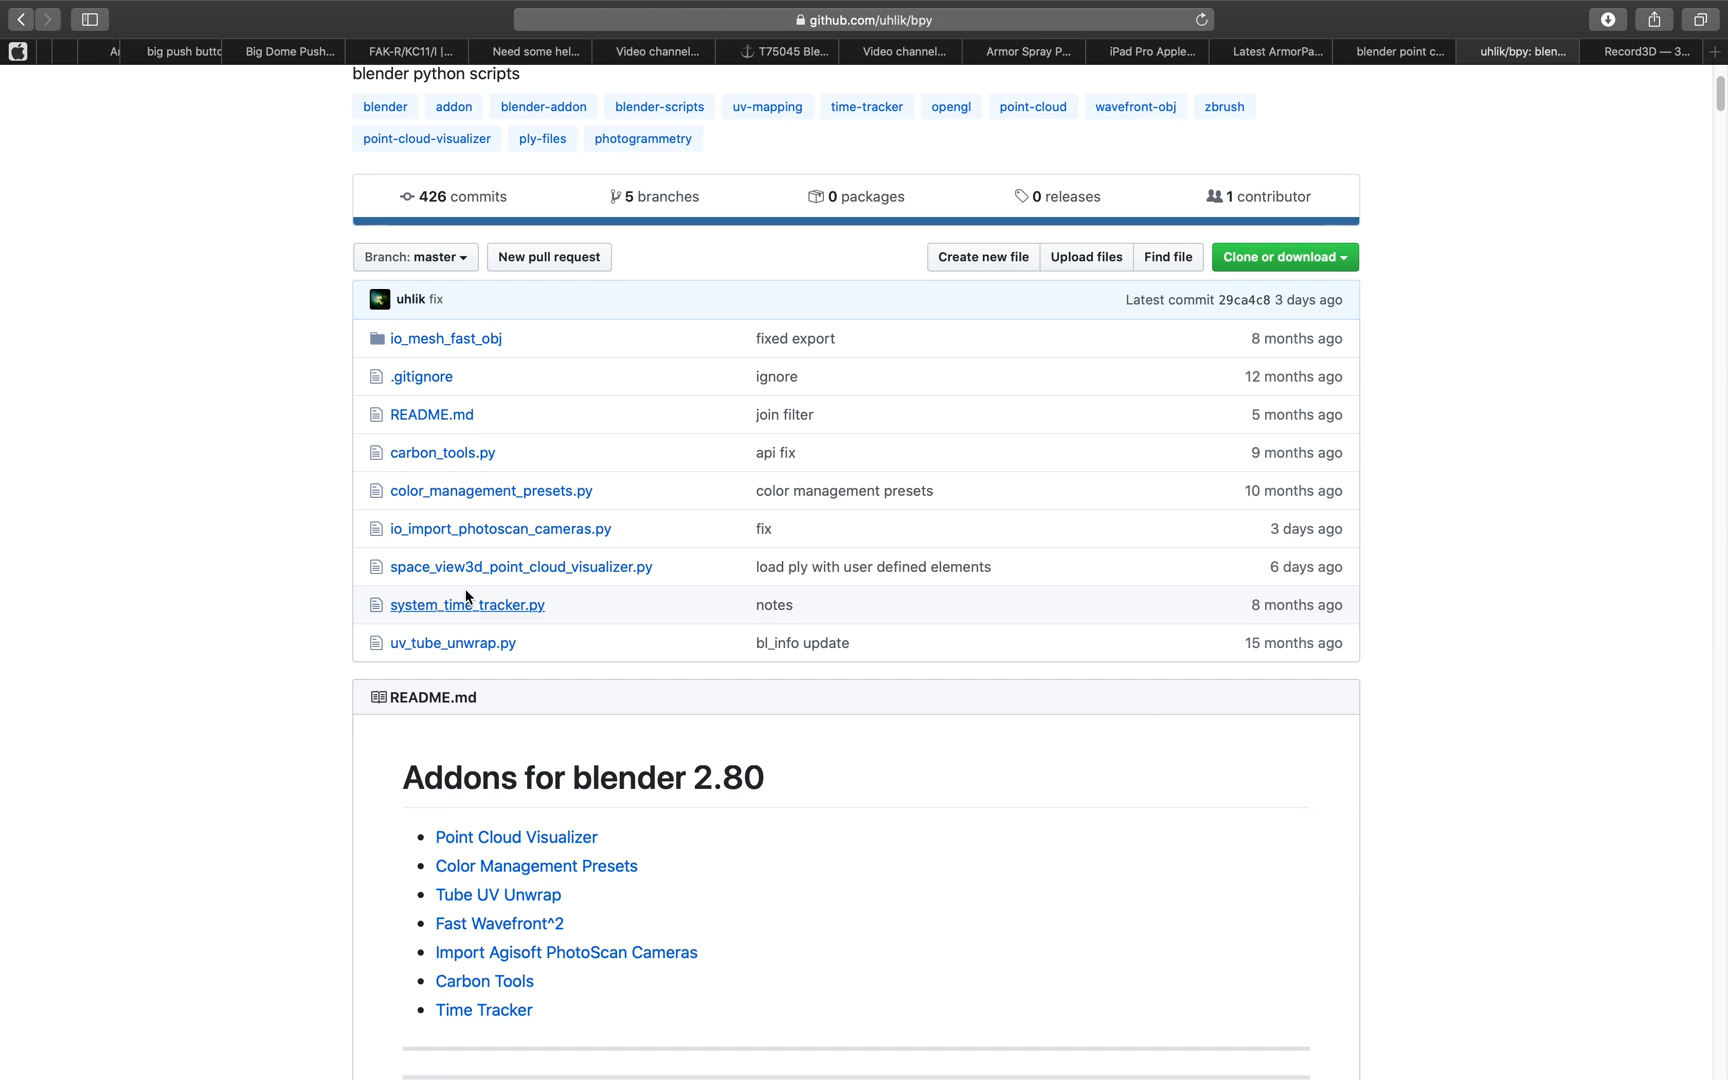 github.com/uhlik/bpy
big push butto
Big Dome Push...
FAK-R/KC11/I |...
Need some hel...
Video channel...
T75045 Ble...
Video channel...
Armor Spray P...
iPad Pro Apple...
Latest ArmorPa...
blender point c...
uhlik/bpy: blen...
Record3D — 3...
blender python scripts
blender addon blender-addon blender-scripts uv-mapping time-tracker opengl point-cloud wavefront-obj zbrush
point-cloud-visualizer ply-files photogrammetry
426 commits 5 branches 0 packages 0 releases 1 contributor
Branch: master New pull request Create new file Upload files Find file Clone or download
uhlik fix Latest commit 29ca4c8 3 days ago
io_mesh_fast_obj fixed export 8 months ago
.gitignore ignore 12 months ago
README.md join filter 5 months ago
carbon_tools.py api fix 9 months ago
color_management_presets.py color management presets 10 months ago
io_import_photoscan_cameras.py fix 3 days ago
space_view3d_point_cloud_visualizer.py load ply with user defined elements 6 days ago
system_time_tracker.py notes 8 months ago
uv_tube_unwrap.py bl_info update 15 months ago
README.md
Addons for blender 2.80
Point Cloud Visualizer
Color Management Presets
Tube UV Unwrap
Fast Wavefront^2
Import Agisoft PhotoScan Cameras
Carbon Tools
Time Tracker